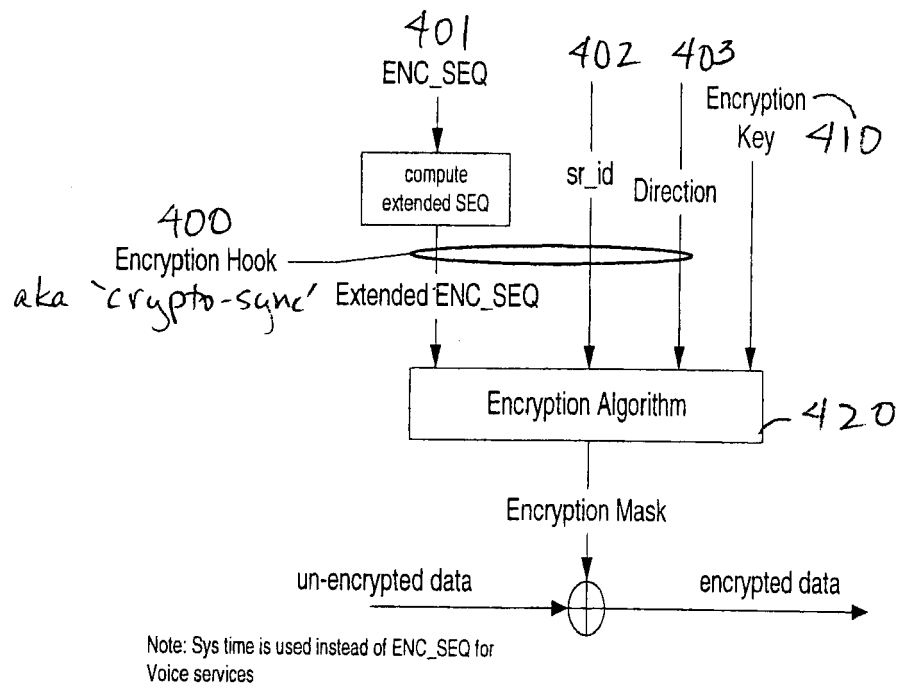 401
ENC_SEQ
402
403
Encryption
Key
410
compute
extended SEQ
sr_id
Direction
400
Encryption Hook
aka 'crypto-sync'
Extended ENC_SEQ
Encryption Algorithm
420
Encryption Mask
un-encrypted data
encrypted data
Note: Sys time is used instead of ENC_SEQ for
Voice services